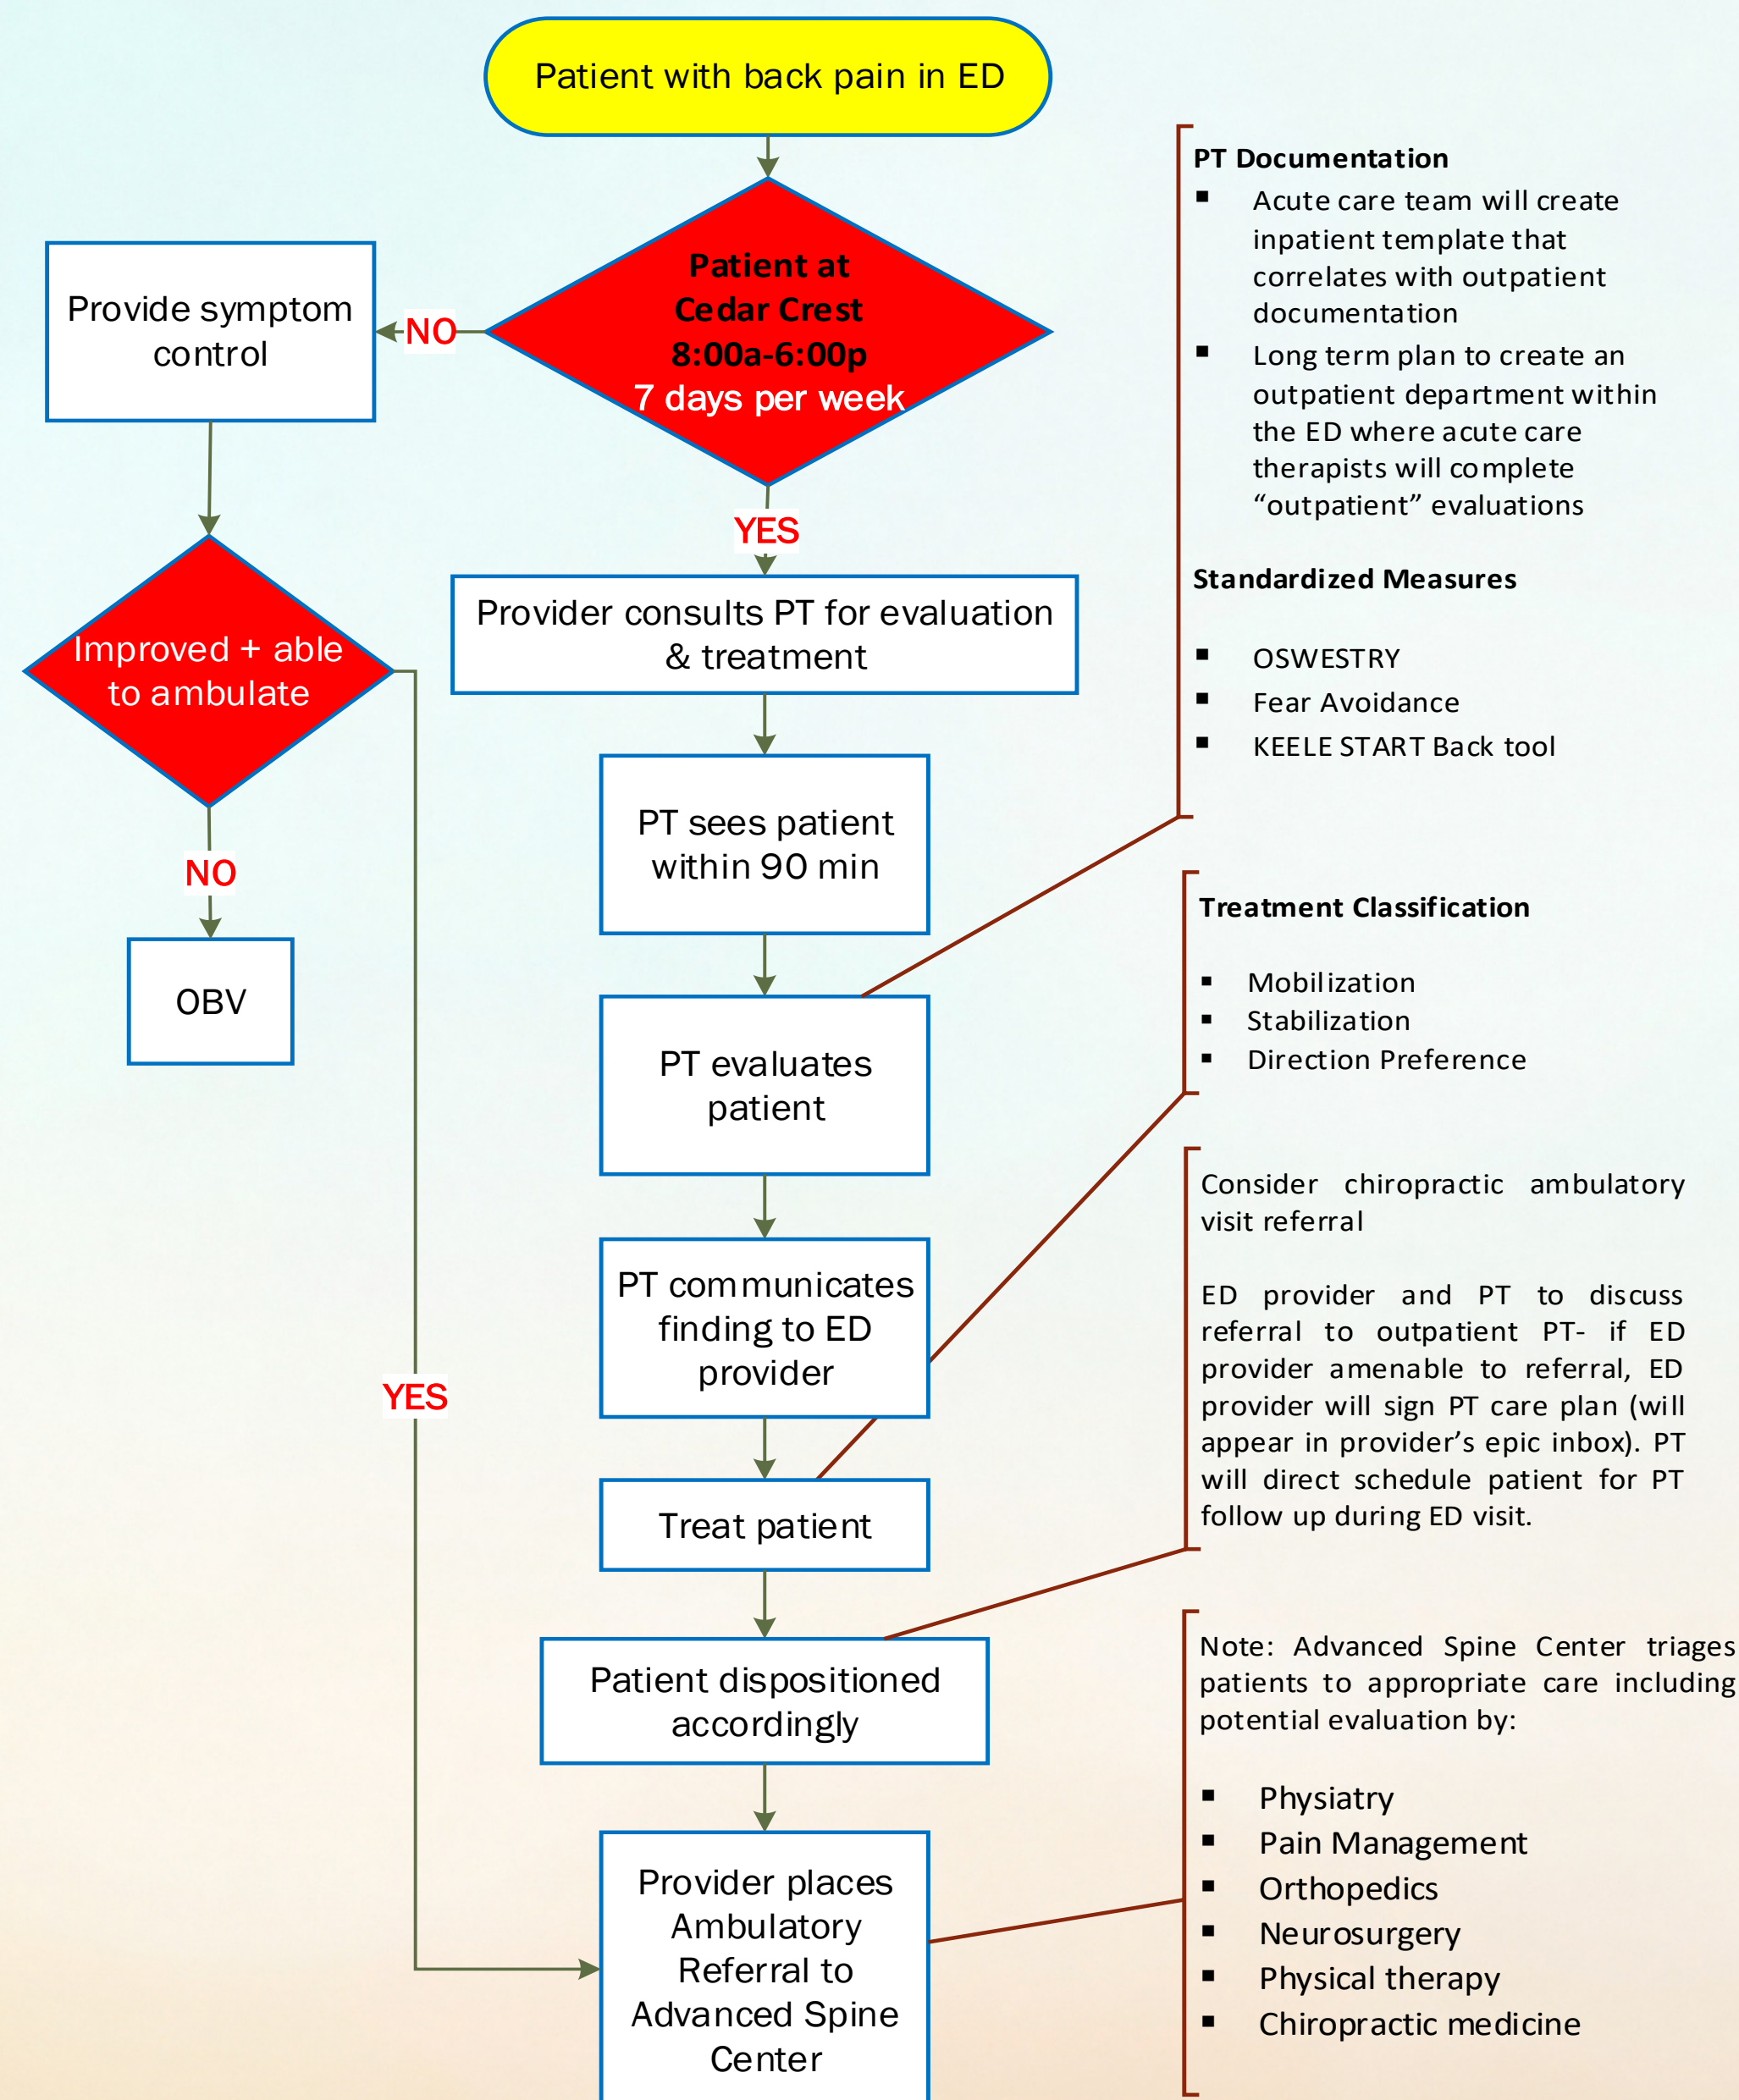 Patient with back pain in ED
Patient at
Cedar Crest
8:00a-6:00p
7 days per week
NO
Provide symptom
control
Improved + able
to ambulate
NO
OBV
YES
YES
Provider consults PT for evaluation
& treatment
PT sees patient
within 90 min
PT evaluates
patient
PT communicates
finding to ED
provider
Treat patient
Patient dispositioned
accordingly
Provider places
Ambulatory
Referral to
Advanced Spine
Center
PT Documentation
▪ Acute care team will create
inpatient template that
correlates with outpatient
documentation
▪ Long term plan to create an
outpatient department within
the ED where acute care
therapists will complete
“outpatient” evaluations
Standardized Measures
▪ OSWESTRY
▪ Fear Avoidance
▪ KEELE START Back tool
Treatment Classification
▪ Mobilization
▪ Stabilization
▪ Direction Preference
Consider chiropractic ambulatory
visit referral
ED provider and PT to discuss
referral to outpatient PT- if ED
provider amenable to referral, ED
provider will sign PT care plan (will
appear in provider’s epic inbox). PT
will direct schedule patient for PT
follow up during ED visit.
Note: Advanced Spine Center triages
patients to appropriate care including
potential evaluation by:
▪ Physiatry
▪ Pain Management
▪ Orthopedics
▪ Neurosurgery
▪ Physical therapy
▪ Chiropractic medicine